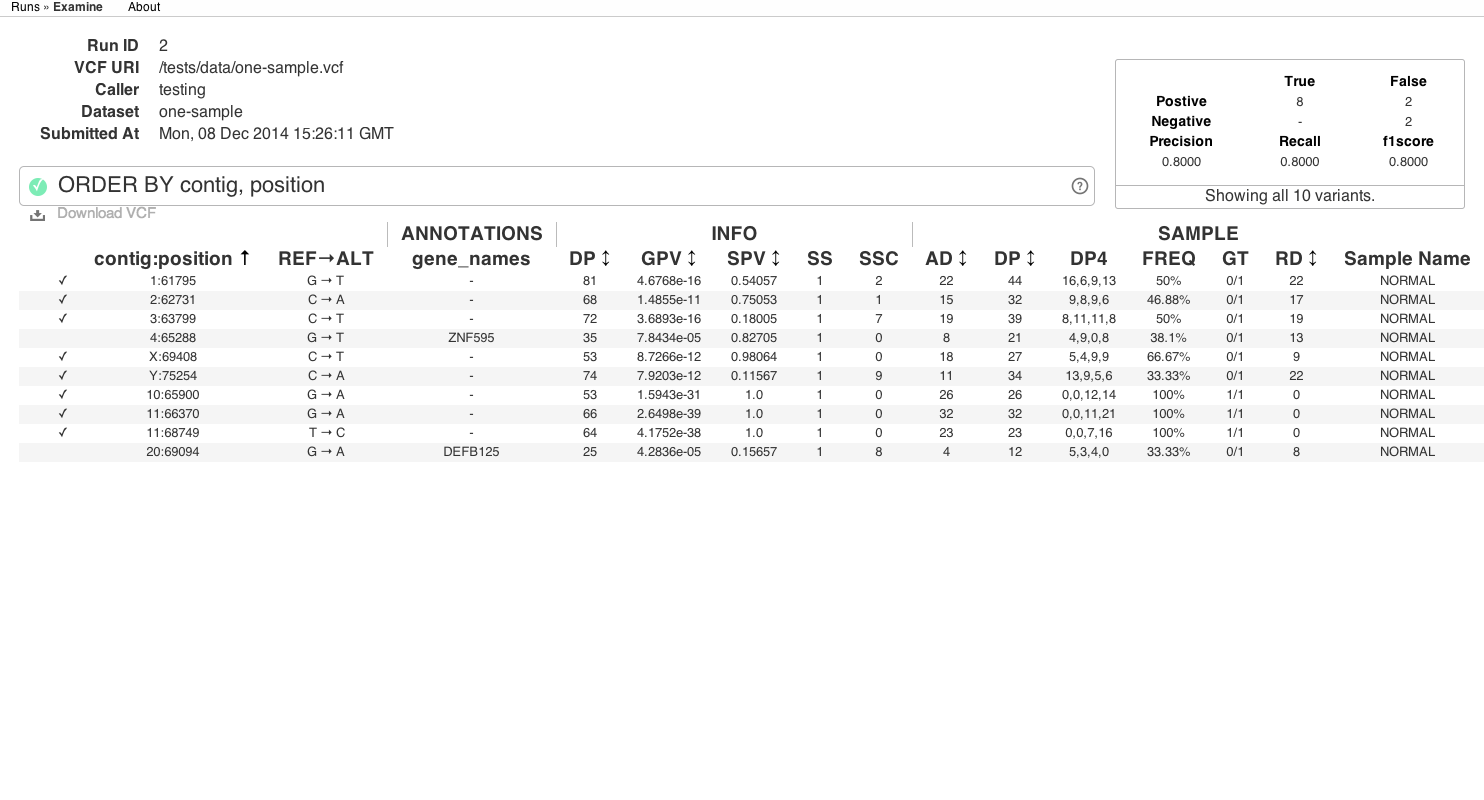 Runs » Examine About
Run ID 2
VCF URI /tests/data/one-sample.vcf
Caller testing
Dataset one-sample
Submitted At Mon, 08 Dec 2014 15:26:11 GMT
True False
Postive 8 2
Negative - 2
Precision Recall f1score
0.8000 0.8000 0.8000
Showing all 10 variants.
✓ ORDER BY contig, position ?
Download VCF
ANNOTATIONS INFO SAMPLE
contig:position ↑ REF→ALT gene_names DP ↕ GPV ↕ SPV ↕ SS SSC AD ↕ DP ↕ DP4 FREQ GT RD ↕ Sample Name
✓ 1:61795 G → T - 81 4.6768e-16 0.54057 1 2 22 44 16,6,9,13 50% 0/1 22 NORMAL
✓ 2:62731 C → A - 68 1.4855e-11 0.75053 1 1 15 32 9,8,9,6 46.88% 0/1 17 NORMAL
✓ 3:63799 C → T - 72 3.6893e-16 0.18005 1 7 19 39 8,11,11,8 50% 0/1 19 NORMAL
4:65288 G → T ZNF595 35 7.8434e-05 0.82705 1 0 8 21 4,9,0,8 38.1% 0/1 13 NORMAL
✓ X:69408 C → T - 53 8.7266e-12 0.98064 1 0 18 27 5,4,9,9 66.67% 0/1 9 NORMAL
✓ Y:75254 C → A - 74 7.9203e-12 0.11567 1 9 11 34 13,9,5,6 33.33% 0/1 22 NORMAL
✓ 10:65900 G → A - 53 1.5943e-31 1.0 1 0 26 26 0,0,12,14 100% 1/1 0 NORMAL
✓ 11:66370 G → A - 66 2.6498e-39 1.0 1 0 32 32 0,0,11,21 100% 1/1 0 NORMAL
✓ 11:68749 T → C - 64 4.1752e-38 1.0 1 0 23 23 0,0,7,16 100% 1/1 0 NORMAL
20:69094 G → A DEFB125 25 4.2836e-05 0.15657 1 8 4 12 5,3,4,0 33.33% 0/1 8 NORMAL